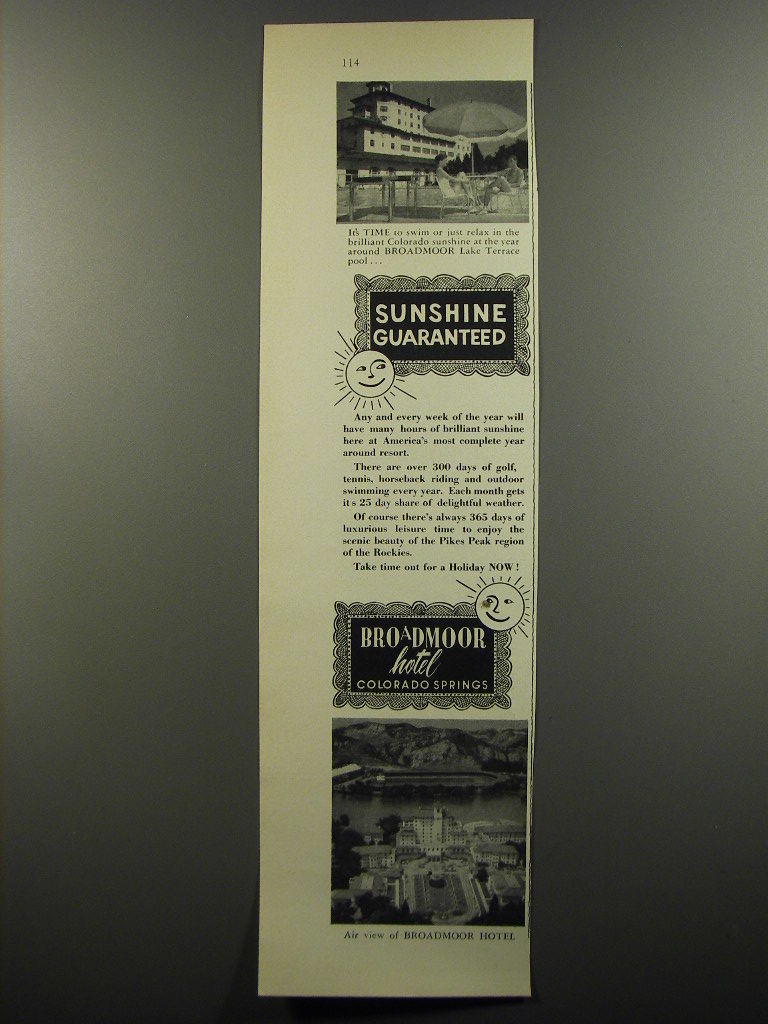 114
It's TIME to swim or just relax in the
brilliant Colorado sunshine at the year
around BROADMOOR Lake Terrace
pool...
SUNSHINE
GUARANTEED
Any and every week of the year will
have many hours of brilliant sunshine
here at America's most complete year
around resort.
There are over 300 days of golf,
tennis, horseback riding and outdoor
swimming every year. Each month gets
it's 25 day share of delightful weather.
Of course there's always 365 days of
luxurious leisure time to enjoy the
scenic beauty of the Pikes Peak region
of the Rockies.
Take time out for a Holiday NOW!
BROADMOOR
hotel
COLORADO SPRINGS
Air view of BROADMOOR HOTEL